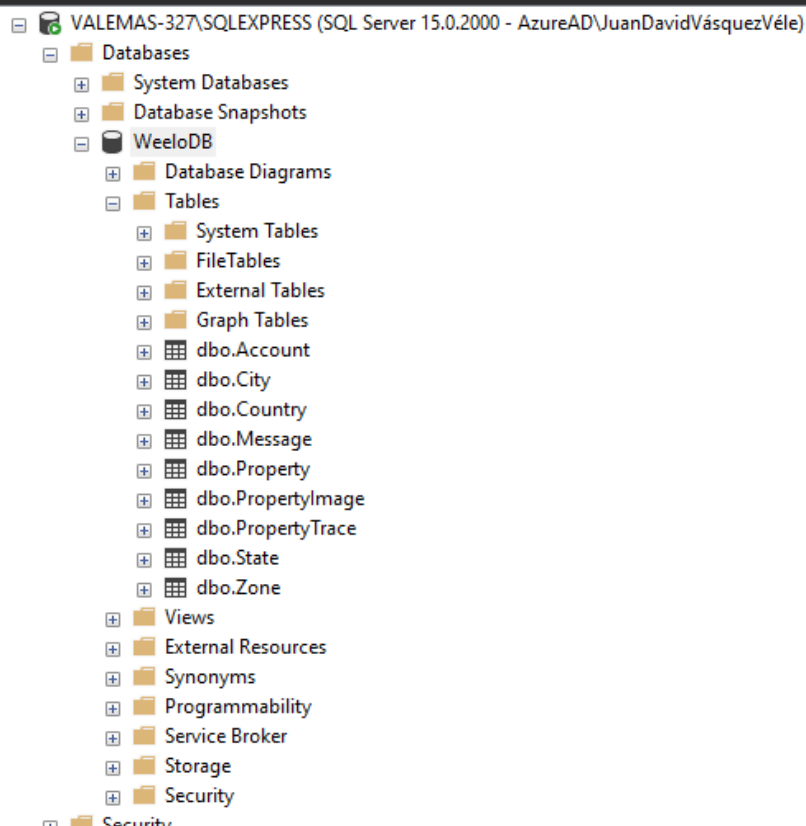 VALEMAS-327\SQLEXPRESS (SQL Server 15.0.2000 - AzureAD\JuanDavidVásquezVéle)
Databases
System Databases
Database Snapshots
WeeloDB
Database Diagrams
Tables
System Tables
FileTables
External Tables
Graph Tables
dbo.Account
dbo.City
dbo.Country
dbo.Message
dbo.Property
dbo.PropertyImage
dbo.PropertyTrace
dbo.State
dbo.Zone
Views
External Resources
Synonyms
Programmability
Service Broker
Storage
Security
Security